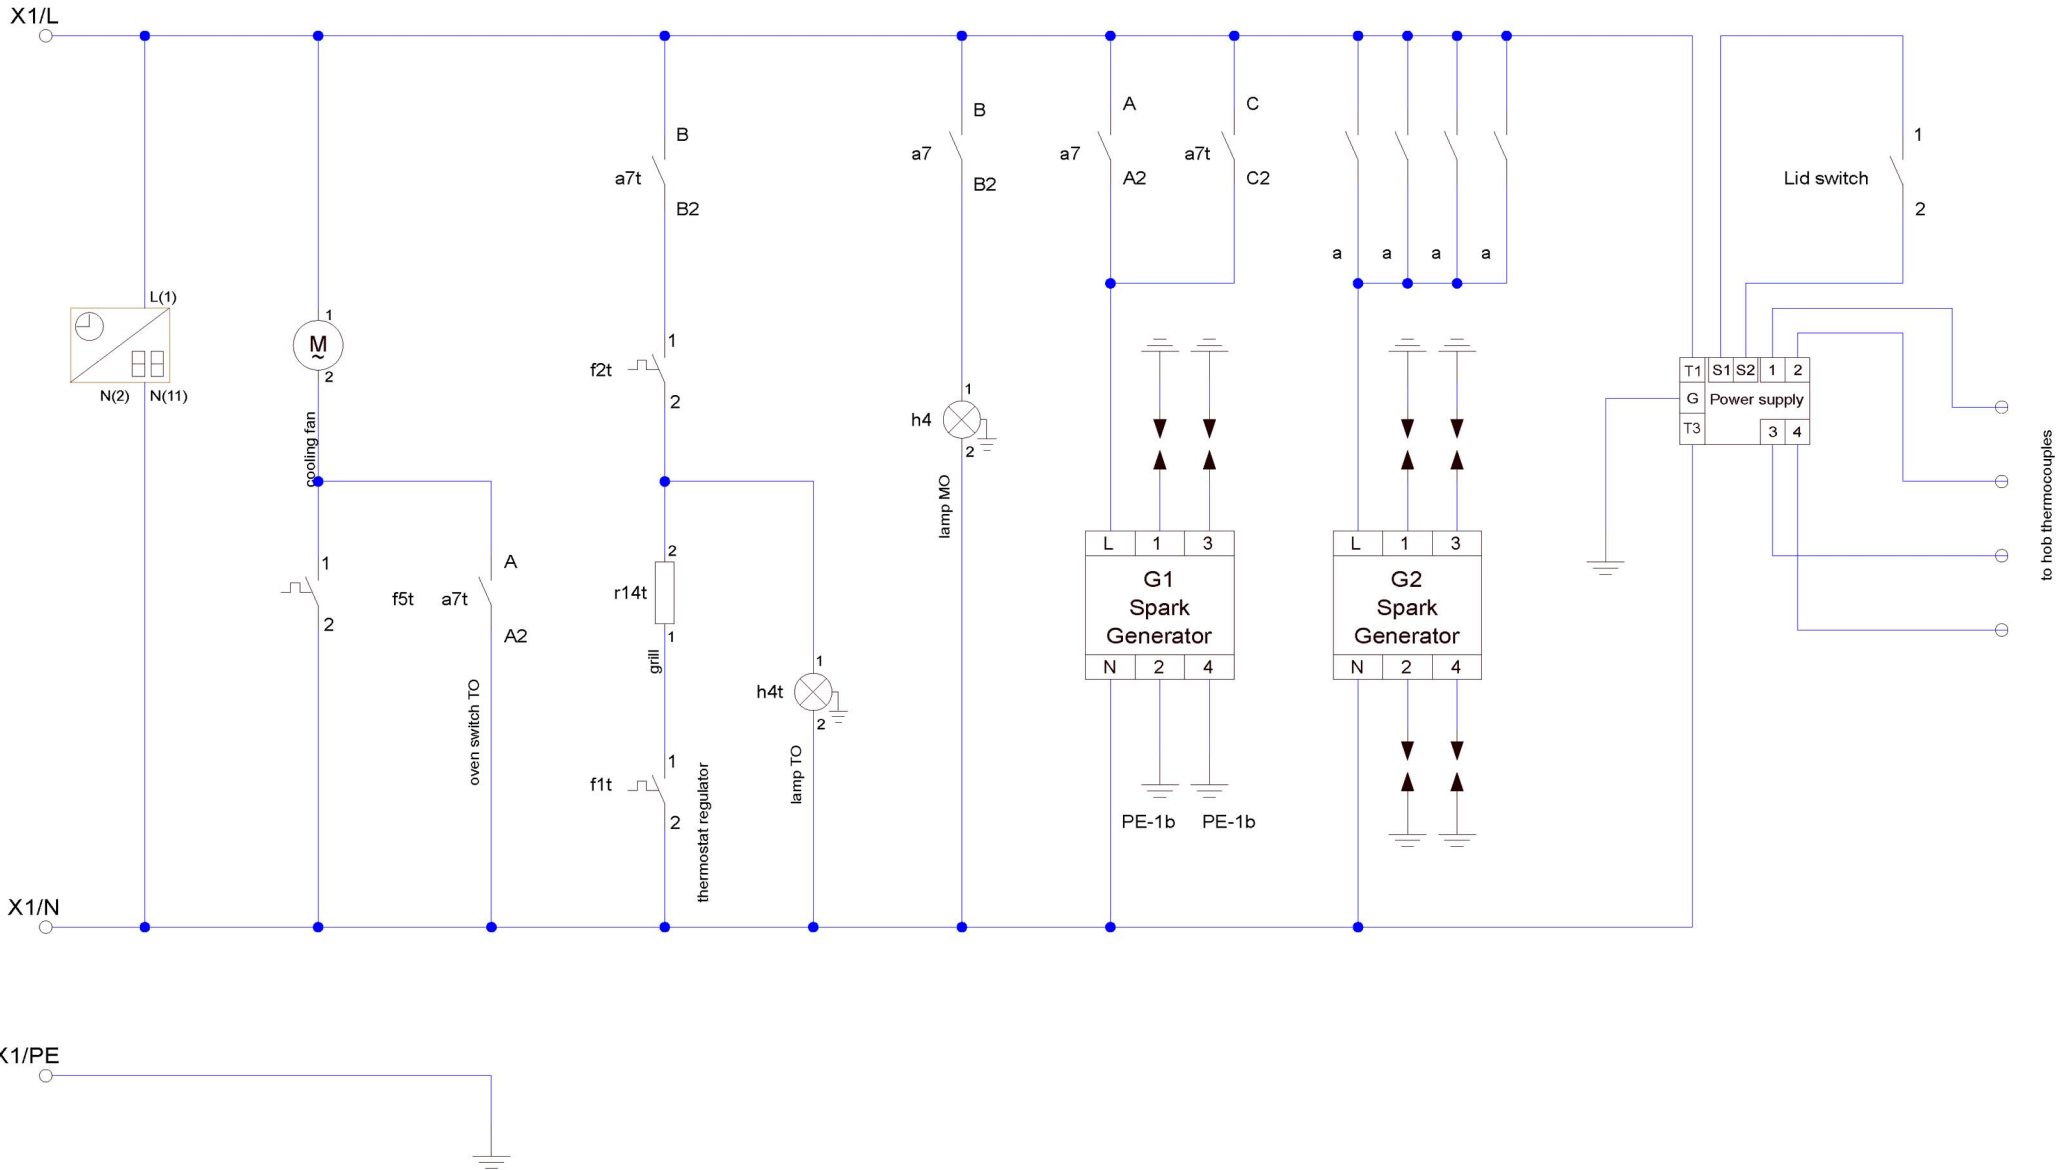 X1/L
B
a7t
B2
B
a7
B2
A
a7
A2
C
a7t
C2
a
a
a
a
1
Lid switch
2
L(1)
N(2)
N(11)
1
M
~
2
cooling fan
1
f2t
2
1
h4
2
lamp MO
T1
S1
S2
1
2
G
Power supply
T3
3
4
to hob thermocouples
1
2
f5t
a7t
A
A2
oven switch TO
2
r14t
1
grill
1
h4t
2
lamp TO
1
f1t
2
thermostat regulator
L
1
3
G1
Spark
Generator
N
2
4
PE-1b
PE-1b
L
1
3
G2
Spark
Generator
N
2
4
X1/N
X1/PE